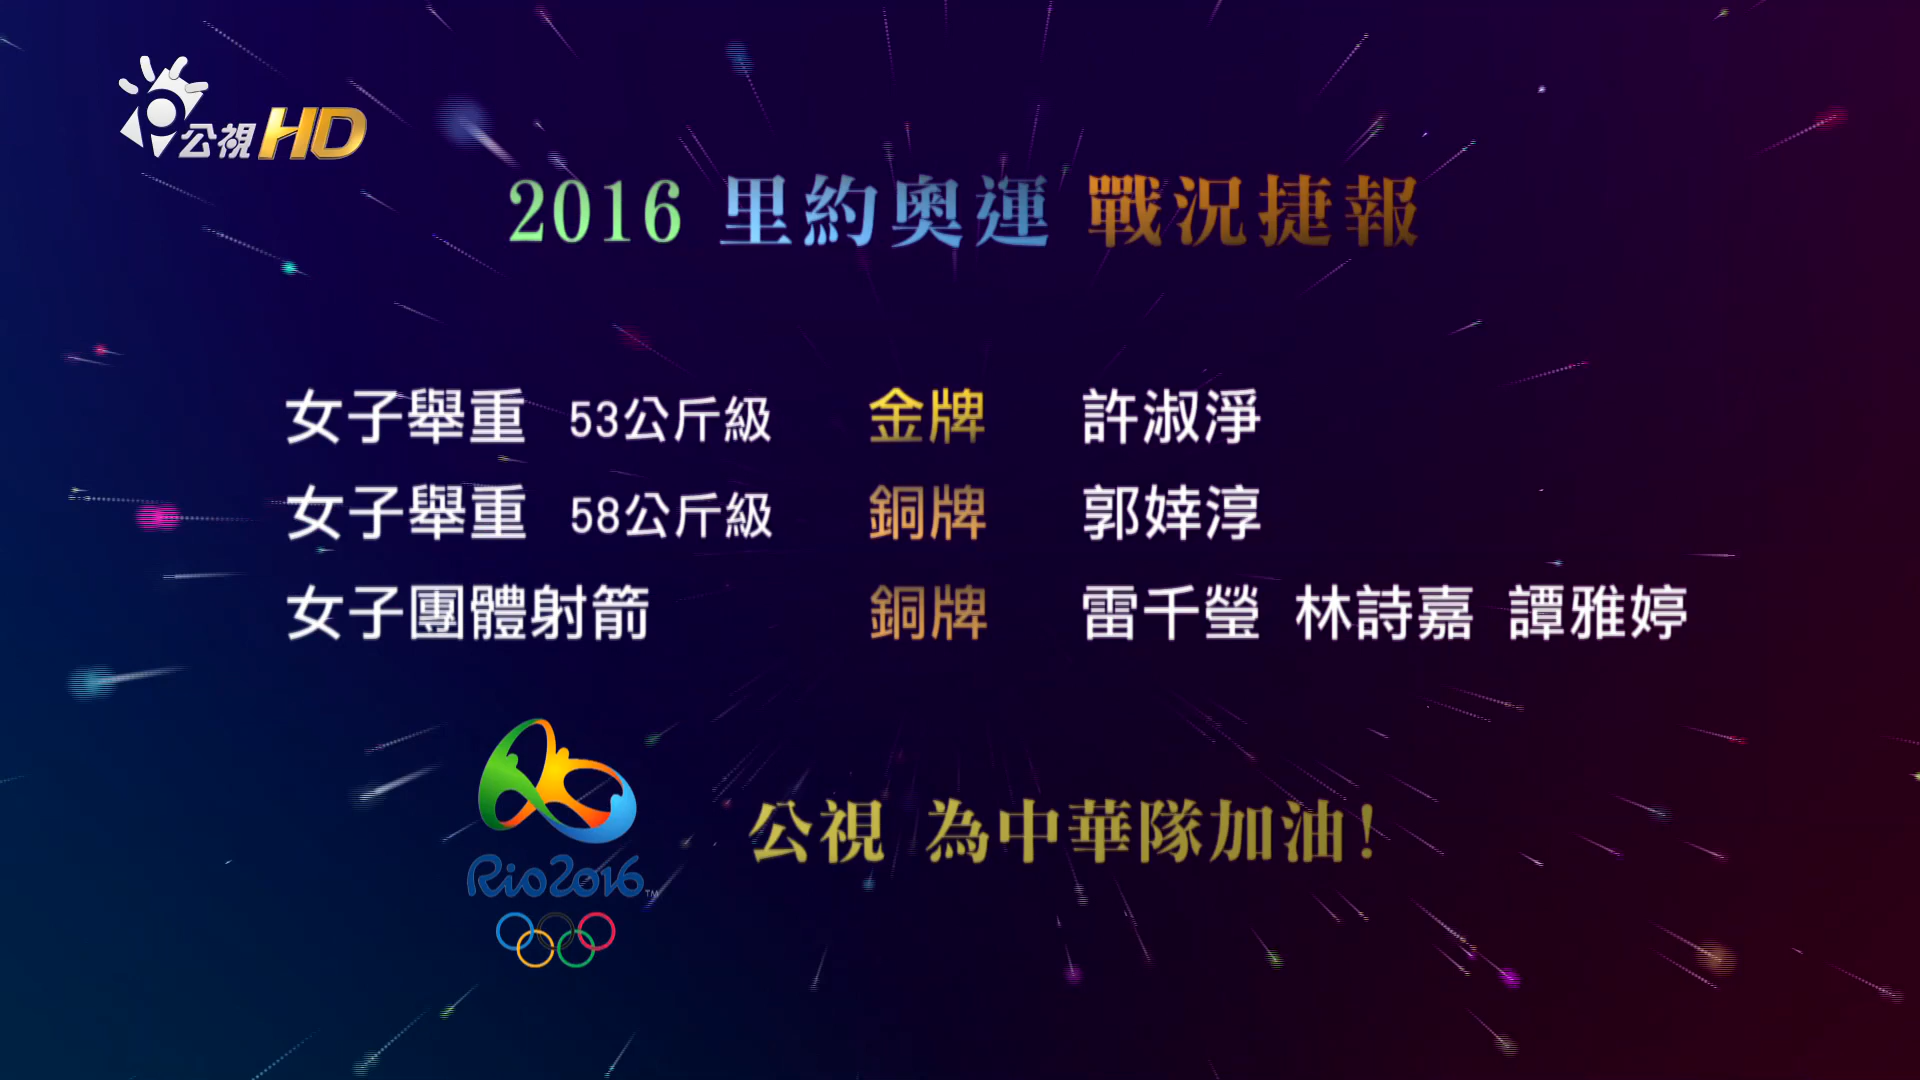 公視HD
2016 里約奧運 戰況捷報
女子舉重 53公斤級 金牌 許淑淨
女子舉重 58公斤級 銅牌 郭婞淳
女子團體射箭 銅牌 雷千瑩 林詩嘉 譚雅婷
公視 為中華隊加油!
Rio2016™